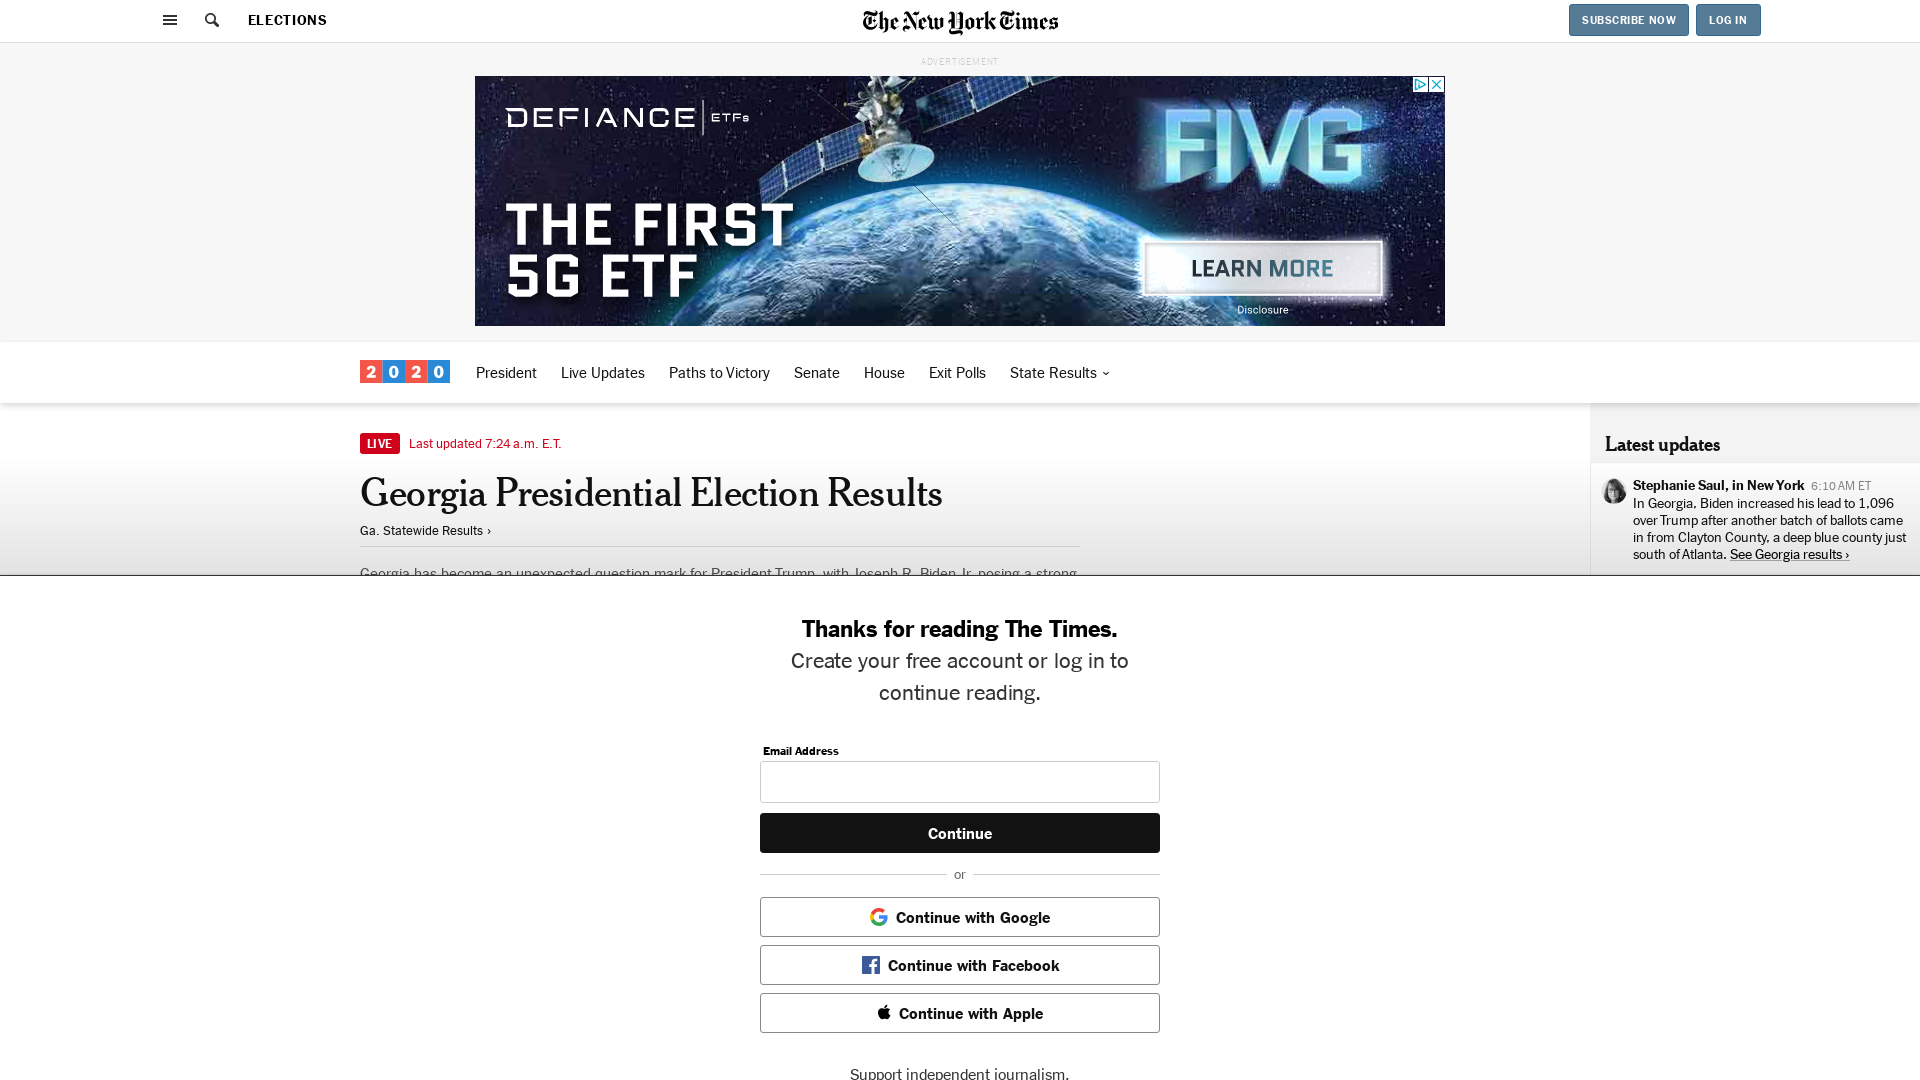 ELECTIONS
The New York Times
SUBSCRIBE NOW
LOG IN
ADVERTISEMENT
DEFIANCE ETFs
FIVG
THE FIRST
5G ETF
LEARN MORE
Disclosure
2020
President
Live Updates
Paths to Victory
Senate
House
Exit Polls
State Results
LIVE
Last updated 7:24 a.m. E.T.
Georgia Presidential Election Results
Ga. Statewide Results ›
Georgia has become an unexpected question mark for President Trump, with Joseph R. Biden Jr. posing a strong
Latest updates
Stephanie Saul, in New York 6:10 AM ET
In Georgia, Biden increased his lead to 1,096
over Trump after another batch of ballots came
in from Clayton County, a deep blue county just
south of Atlanta. See Georgia results ›
Thanks for reading The Times.
Create your free account or log in to
continue reading.
Email Address
Continue
or
Continue with Google
Continue with Facebook
Continue with Apple
Support independent journalism.